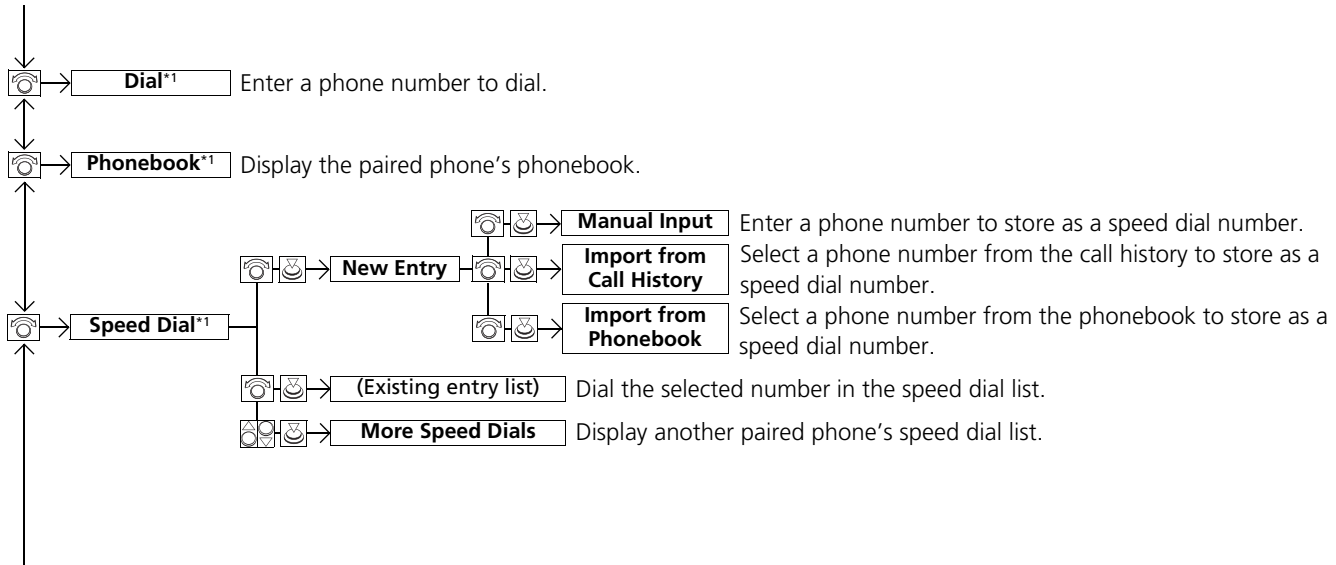 Dial*1 Enter a phone number to dial.
Phonebook*1 Display the paired phone’s phonebook.
Manual Input Enter a phone number to store as a speed dial number.
New Entry
Import from
Call History
Select a phone number from the call history to store as a
speed dial number.
Speed Dial*1
Import from
Phonebook
Select a phone number from the phonebook to store as a
speed dial number.
(Existing entry list) Dial the selected number in the speed dial list.
More Speed Dials Display another paired phone’s speed dial list.